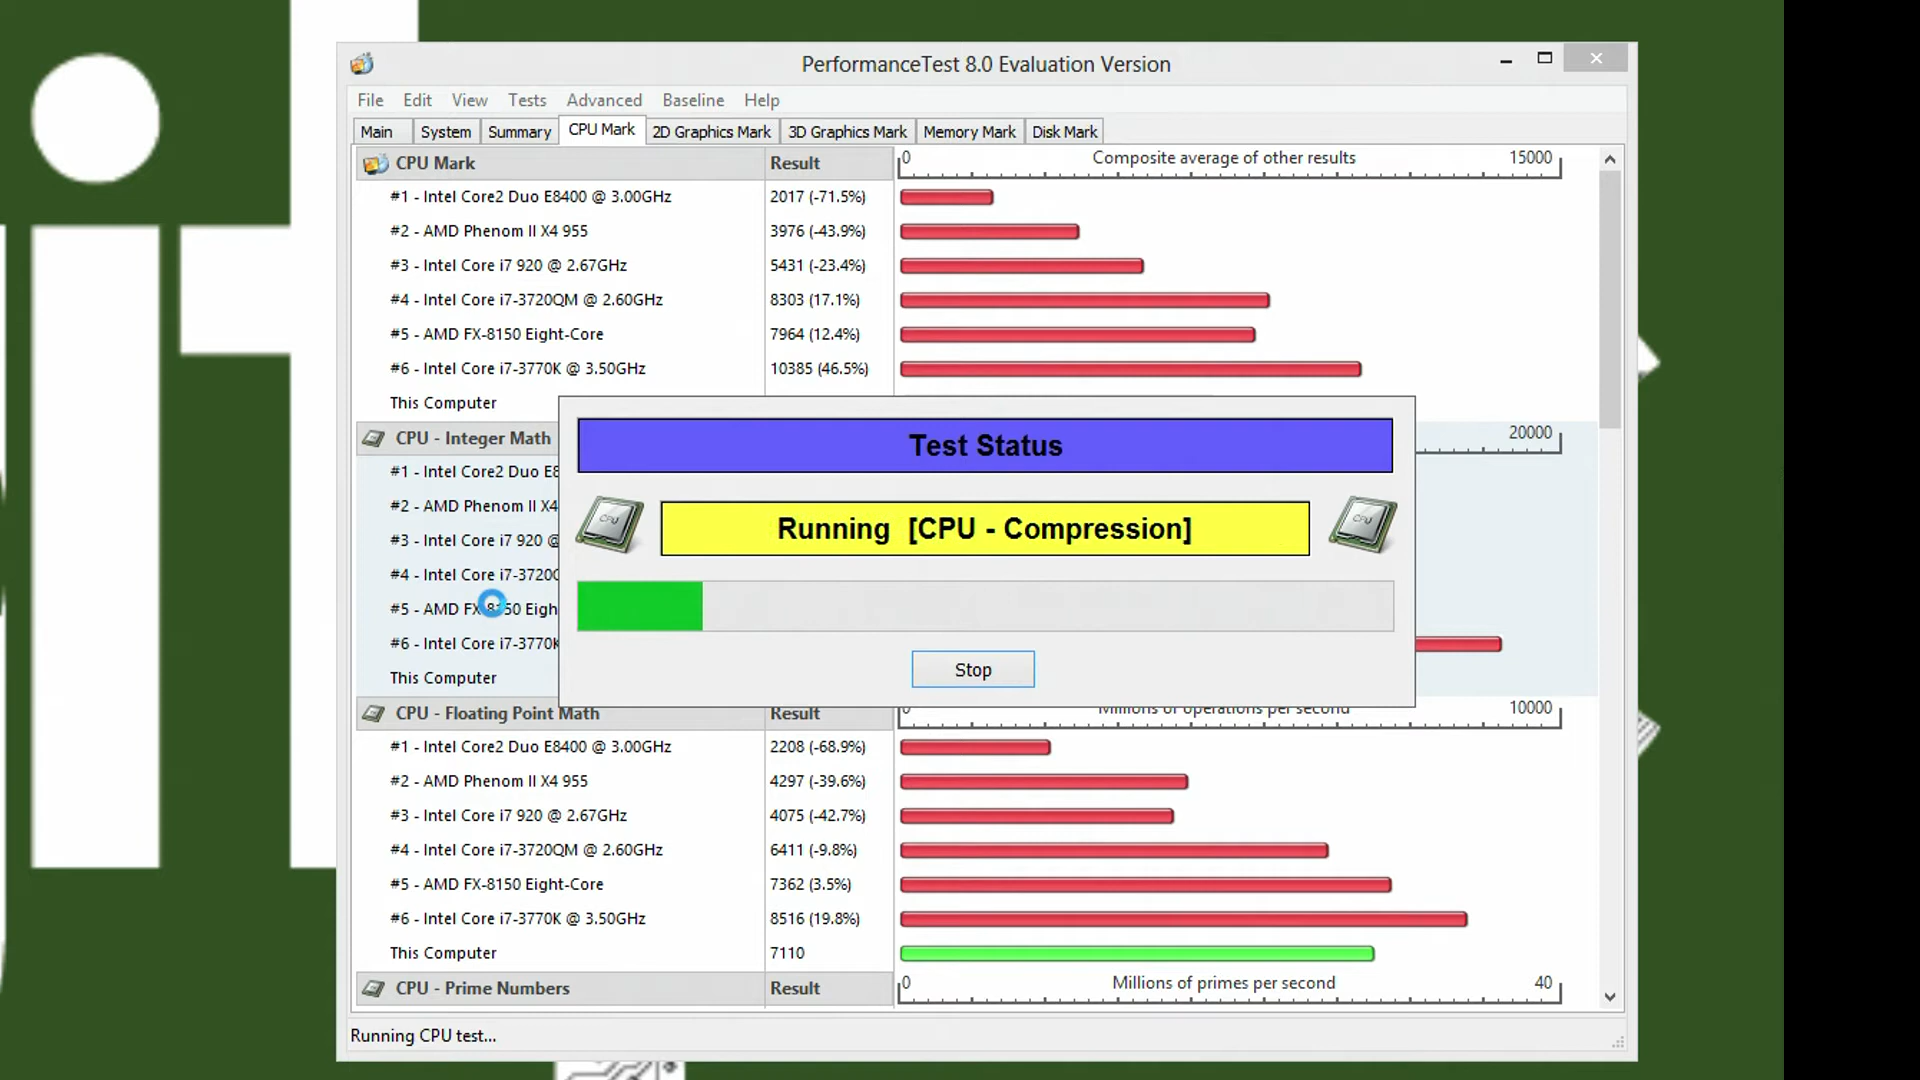 PerformanceTest 8.0 Evaluation Version
File Edit View Tests Advanced Baseline Help
Main System Summary CPU Mark 2D Graphics Mark 3D Graphics Mark Memory Mark Disk Mark
CPU Mark Result 0 Composite average of other results 15000
#1 - Intel Core2 Duo E8400 @ 3.00GHz 2017 (-71.5%)
#2 - AMD Phenom II X4 955 3976 (-43.9%)
#3 - Intel Core i7 920 @ 2.67GHz 5431 (-23.4%)
#4 - Intel Core i7-3720QM @ 2.60GHz 8303 (17.1%)
#5 - AMD FX-8150 Eight-Core 7964 (12.4%)
#6 - Intel Core i7-3770K @ 3.50GHz 10385 (46.5%)
This Computer
CPU - Integer Math 20000
#1 - Intel Core2 Duo E8
#2 - AMD Phenom II X4
#3 - Intel Core i7 920 @
#4 - Intel Core i7-3720Q
#5 - AMD FX-8150 Eigh
#6 - Intel Core i7-3770K
This Computer
Test Status
CPU Running [CPU - Compression] CPU
Stop
CPU - Floating Point Math Result 0 Millions of operations per second 10000
#1 - Intel Core2 Duo E8400 @ 3.00GHz 2208 (-68.9%)
#2 - AMD Phenom II X4 955 4297 (-39.6%)
#3 - Intel Core i7 920 @ 2.67GHz 4075 (-42.7%)
#4 - Intel Core i7-3720QM @ 2.60GHz 6411 (-9.8%)
#5 - AMD FX-8150 Eight-Core 7362 (3.5%)
#6 - Intel Core i7-3770K @ 3.50GHz 8516 (19.8%)
This Computer 7110
CPU - Prime Numbers Result 0 Millions of primes per second 40
Running CPU test...